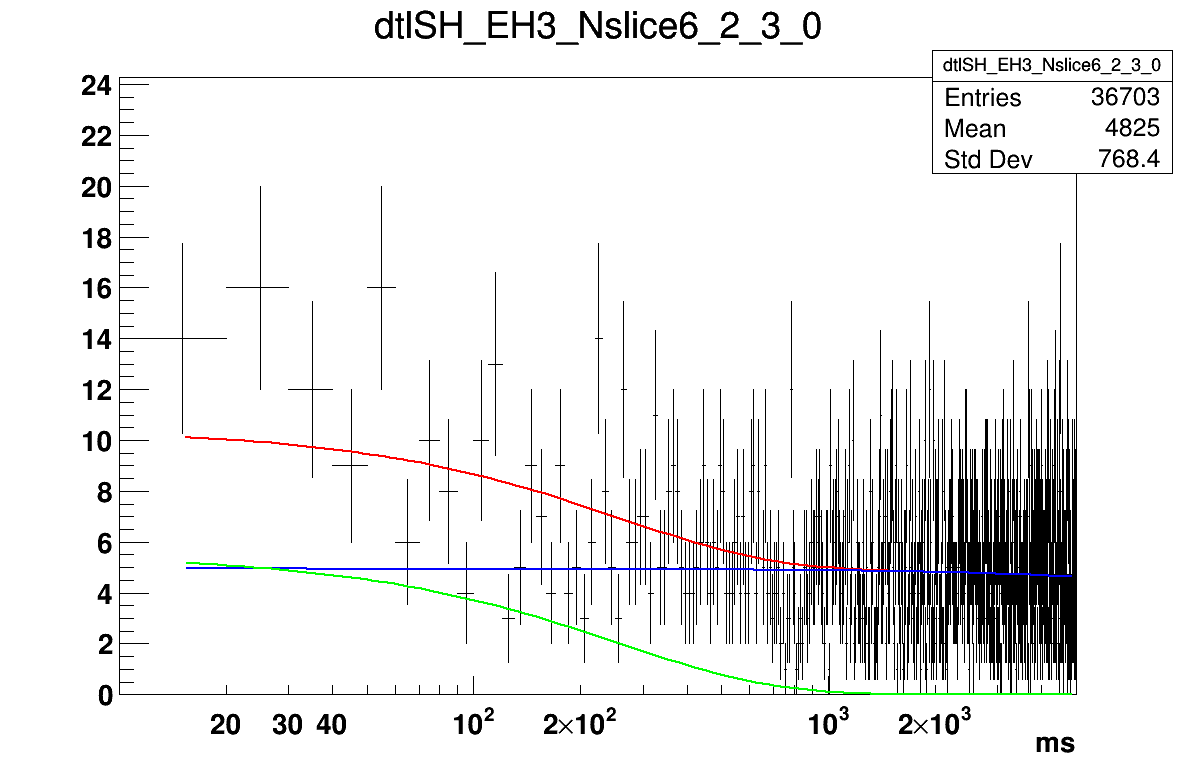 dtlSH_EH3_Nslice6_2_3_0
dtlSH_EH3_Nslice6_2_3_0
Entries 36703
Mean 4825
Std Dev 768.4
24
22
20
18
16
14
12
10
8
6
4
2
0
20 30 40 10² 2×10² 10³ 2×10³
ms